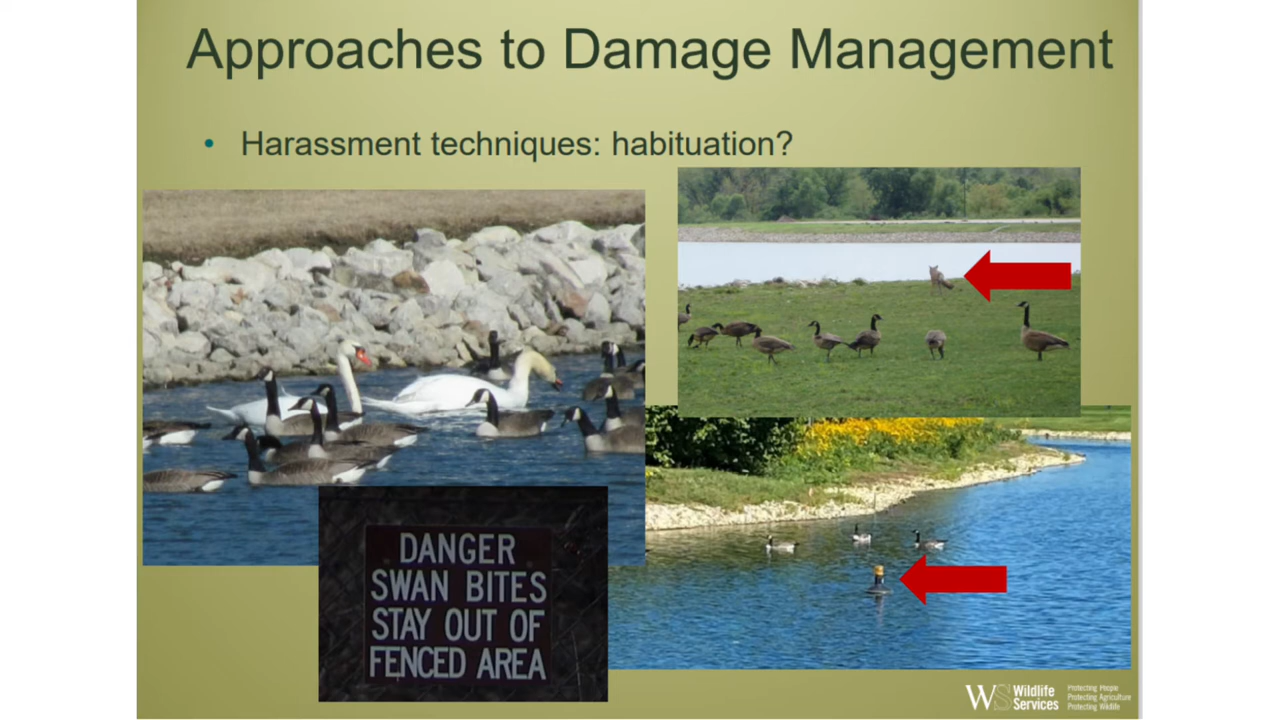 Approaches to Damage Management
• Harassment techniques: habituation?
DANGER
SWAN BITES
STAY OUT OF
FENCED AREA
WS Wildlife Services
Protecting People
Protecting Agriculture
Protecting Wildlife